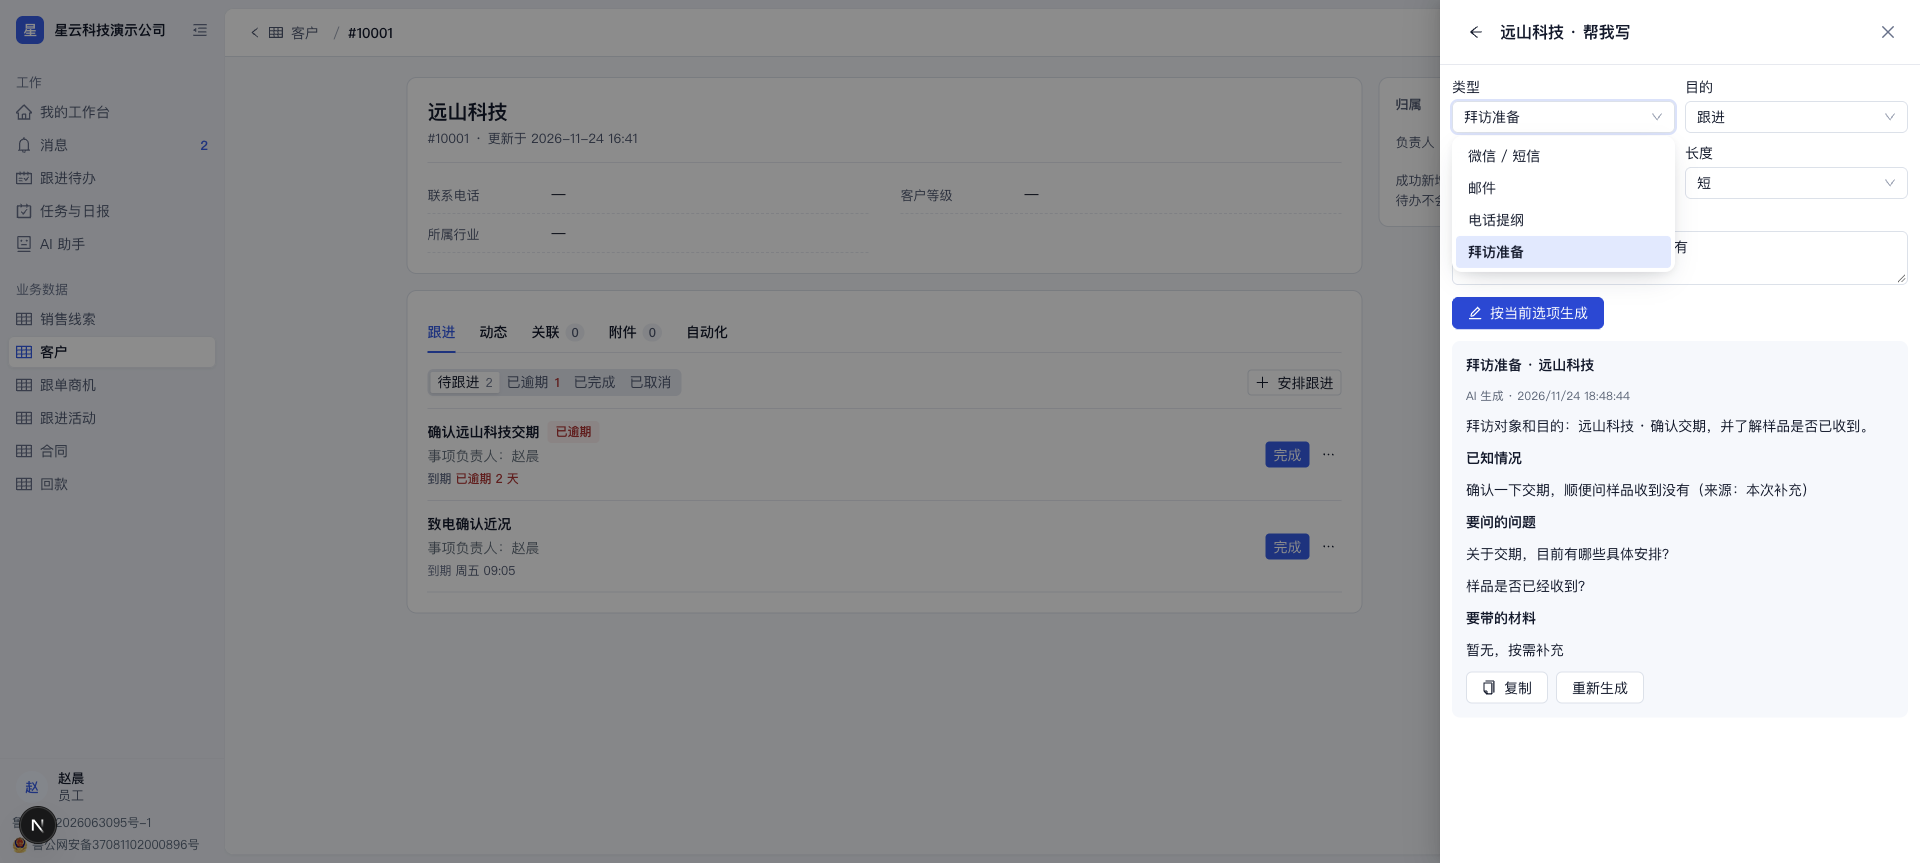 星 星云科技演示公司
工作
我的工作台
消息 2
跟进待办
任务与日报
AI 助手
业务数据
销售线索
客户
跟单商机
跟进活动
合同
回款
赵 赵晨
员工
N 2026063095号-1
公网安备37081102000896号
客户 / #10001
远山科技
#10001 · 更新于 2026-11-24 16:41
联系电话 — 客户等级 —
所属行业 —
跟进 动态 关联 0 附件 0 自动化
待跟进 2 已逾期 1 已完成 已取消 安排跟进
确认远山科技交期 已逾期
事项负责人：赵晨
到期 已逾期 2 天
完成 ···
致电确认近况
事项负责人：赵晨
到期 周五 09:05
完成 ···
归属
负责人
成功新
待办不
远山科技 · 帮我写
类型 目的
拜访准备 跟进
长度
短
微信 / 短信
邮件
电话提纲
拜访准备
有
按当前选项生成
拜访准备 · 远山科技
AI 生成 · 2026/11/24 18:48:44
拜访对象和目的：远山科技 · 确认交期，并了解样品是否已收到。
已知情况
确认一下交期，顺便问样品收到没有（来源：本次补充）
要问的问题
关于交期，目前有哪些具体安排？
样品是否已经收到？
要带的材料
暂无，按需补充
复制 重新生成